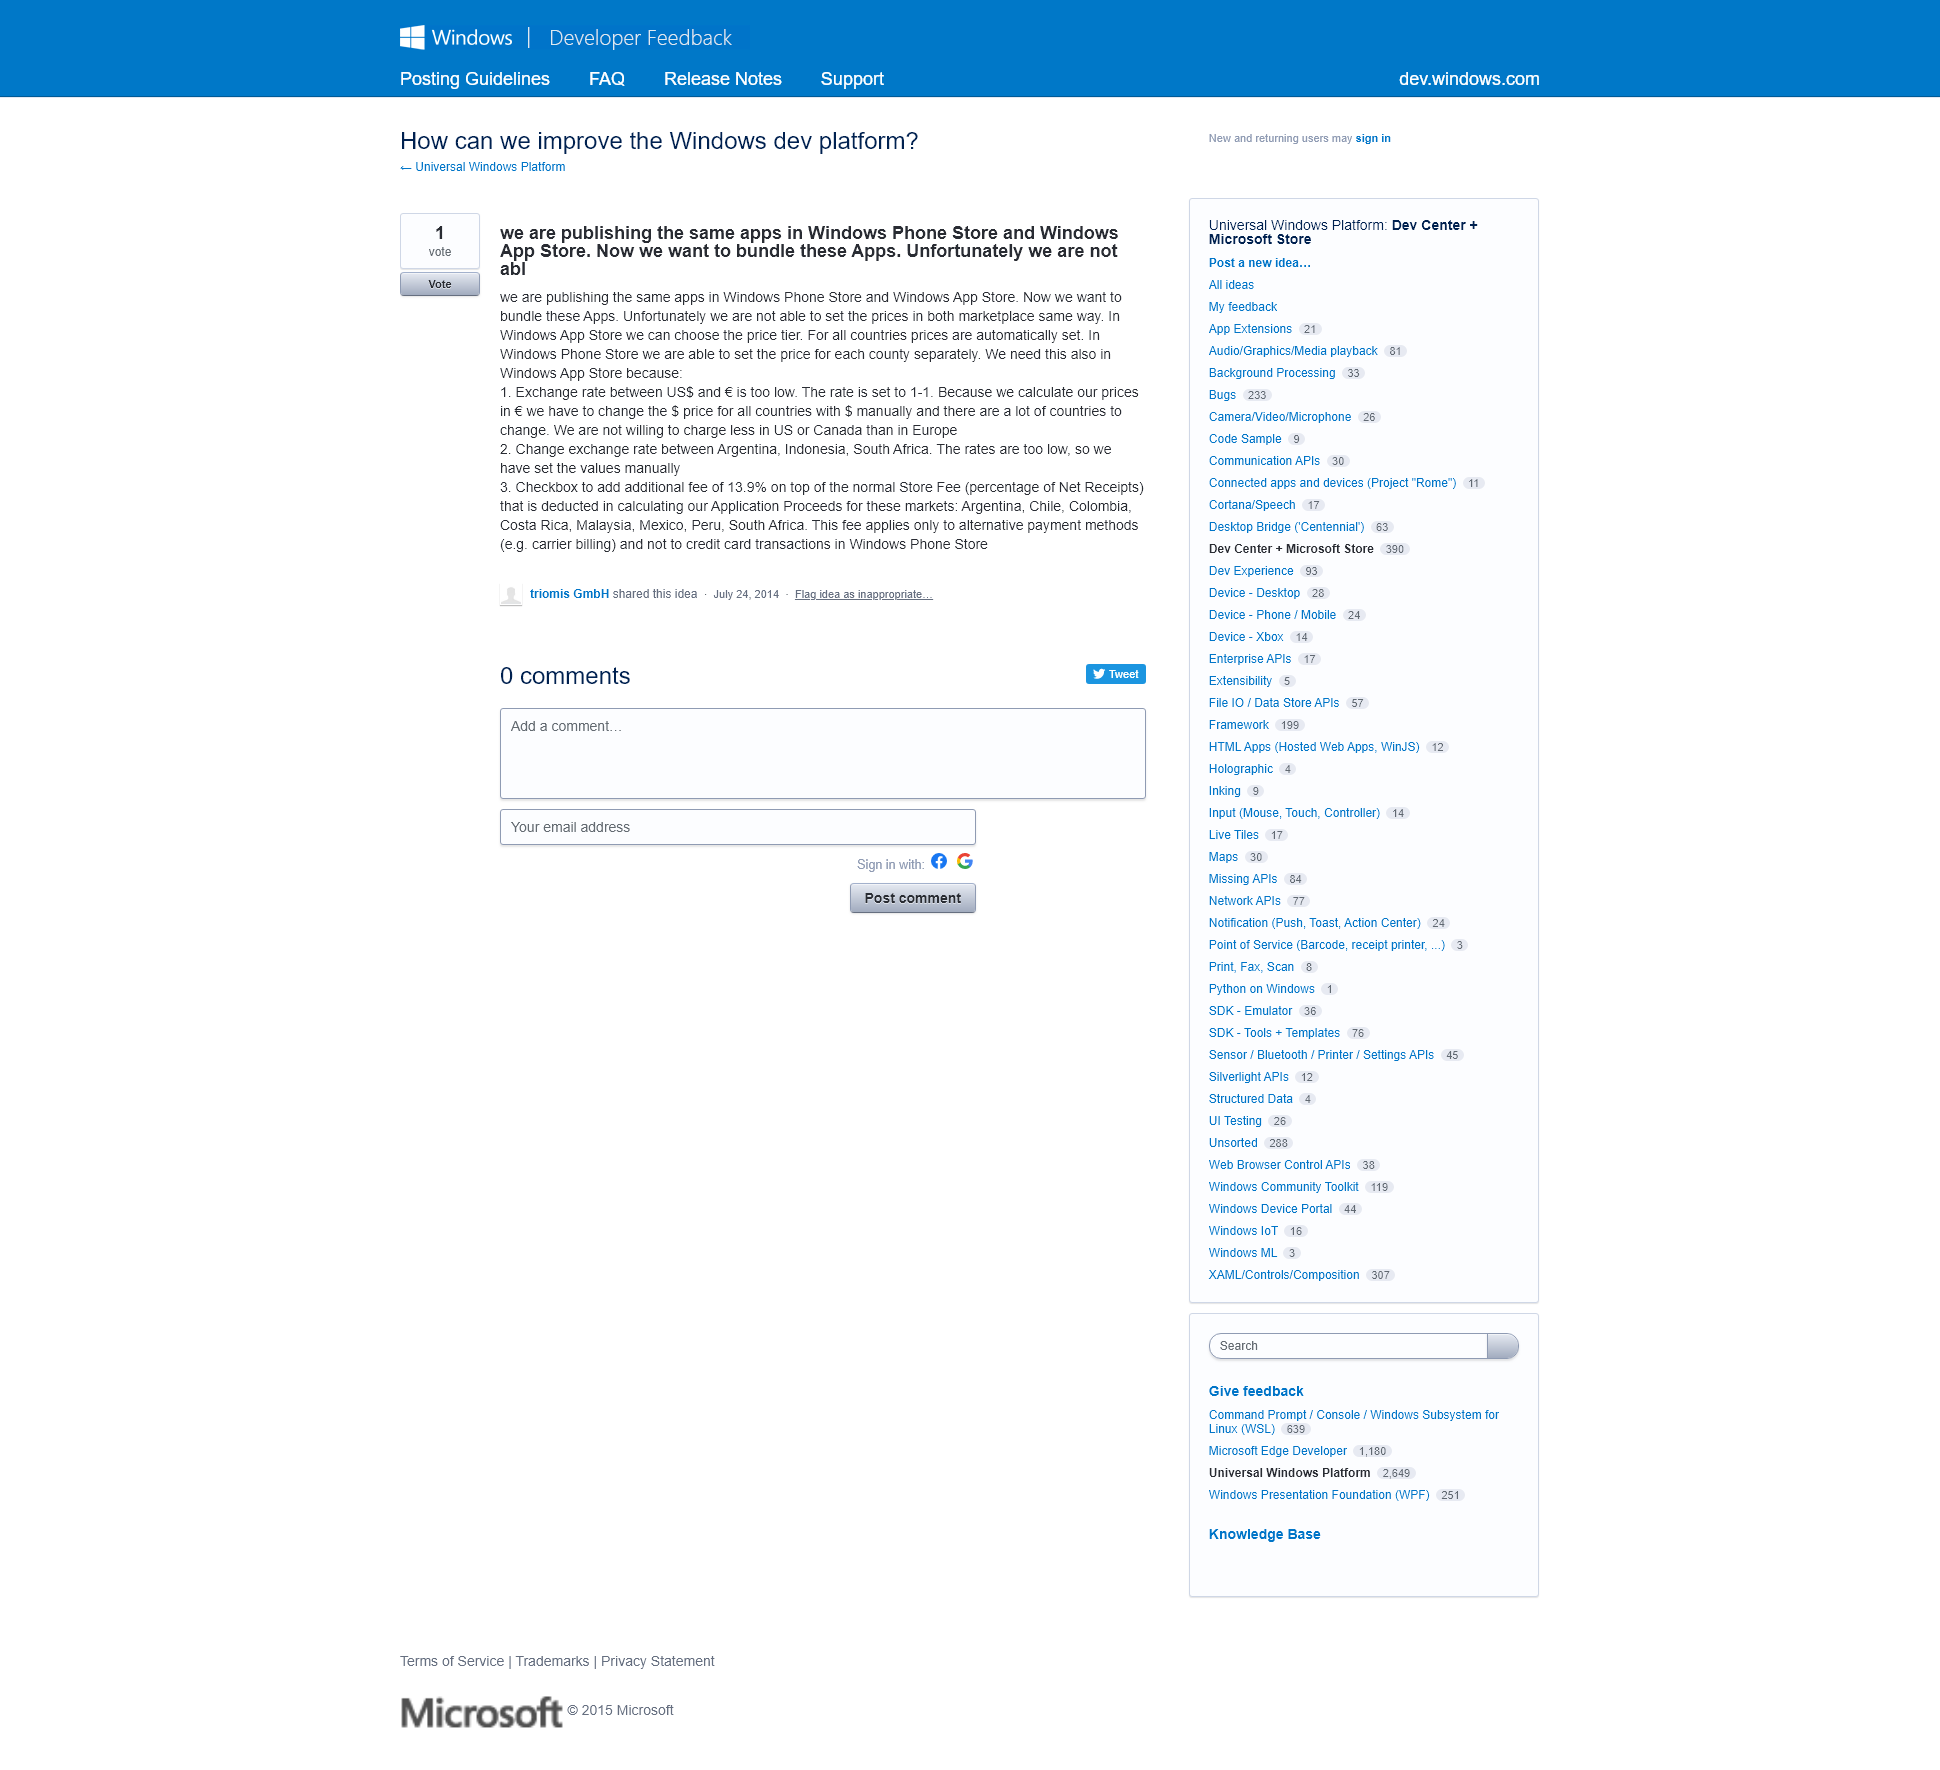 Windows | Developer Feedback
Posting Guidelines FAQ Release Notes Support dev.windows.com
How can we improve the Windows dev platform?
← Universal Windows Platform
New and returning users may sign in
1
vote
Vote
we are publishing the same apps in Windows Phone Store and Windows
App Store. Now we want to bundle these Apps. Unfortunately we are not
abl
we are publishing the same apps in Windows Phone Store and Windows App Store. Now we want to
bundle these Apps. Unfortunately we are not able to set the prices in both marketplace same way. In
Windows App Store we can choose the price tier. For all countries prices are automatically set. In
Windows Phone Store we are able to set the price for each county separately. We need this also in
Windows App Store because:
1. Exchange rate between US$ and € is too low. The rate is set to 1-1. Because we calculate our prices
in € we have to change the $ price for all countries with $ manually and there are a lot of countries to
change. We are not willing to charge less in US or Canada than in Europe
2. Change exchange rate between Argentina, Indonesia, South Africa. The rates are too low, so we
have set the values manually
3. Checkbox to add additional fee of 13.9% on top of the normal Store Fee (percentage of Net Receipts)
that is deducted in calculating our Application Proceeds for these markets: Argentina, Chile, Colombia,
Costa Rica, Malaysia, Mexico, Peru, South Africa. This fee applies only to alternative payment methods
(e.g. carrier billing) and not to credit card transactions in Windows Phone Store
triomis GmbH shared this idea · July 24, 2014 · Flag idea as inappropriate…
0 comments
Tweet
Add a comment…
Your email address
Sign in with:
Post comment
Universal Windows Platform: Dev Center +
Microsoft Store
Post a new idea…
All ideas
My feedback
App Extensions 21
Audio/Graphics/Media playback 81
Background Processing 33
Bugs 233
Camera/Video/Microphone 26
Code Sample 9
Communication APIs 30
Connected apps and devices (Project "Rome") 11
Cortana/Speech 17
Desktop Bridge ('Centennial') 63
Dev Center + Microsoft Store 390
Dev Experience 93
Device - Desktop 28
Device - Phone / Mobile 24
Device - Xbox 14
Enterprise APIs 17
Extensibility 5
File IO / Data Store APIs 57
Framework 199
HTML Apps (Hosted Web Apps, WinJS) 12
Holographic 4
Inking 9
Input (Mouse, Touch, Controller) 14
Live Tiles 17
Maps 30
Missing APIs 84
Network APIs 77
Notification (Push, Toast, Action Center) 24
Point of Service (Barcode, receipt printer, ...) 3
Print, Fax, Scan 8
Python on Windows 1
SDK - Emulator 36
SDK - Tools + Templates 76
Sensor / Bluetooth / Printer / Settings APIs 45
Silverlight APIs 12
Structured Data 4
UI Testing 26
Unsorted 288
Web Browser Control APIs 38
Windows Community Toolkit 119
Windows Device Portal 44
Windows IoT 16
Windows ML 3
XAML/Controls/Composition 307
Search
Give feedback
Command Prompt / Console / Windows Subsystem for
Linux (WSL) 639
Microsoft Edge Developer 1,180
Universal Windows Platform 2,649
Windows Presentation Foundation (WPF) 251
Knowledge Base
Terms of Service | Trademarks | Privacy Statement
Microsoft © 2015 Microsoft